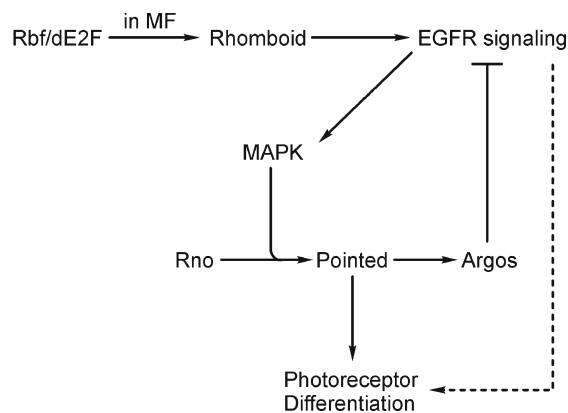 in MF
Rbf/dE2F Rhomboid EGFR signaling
MAPK
Rno Pointed Argos
Photoreceptor
Differentiation